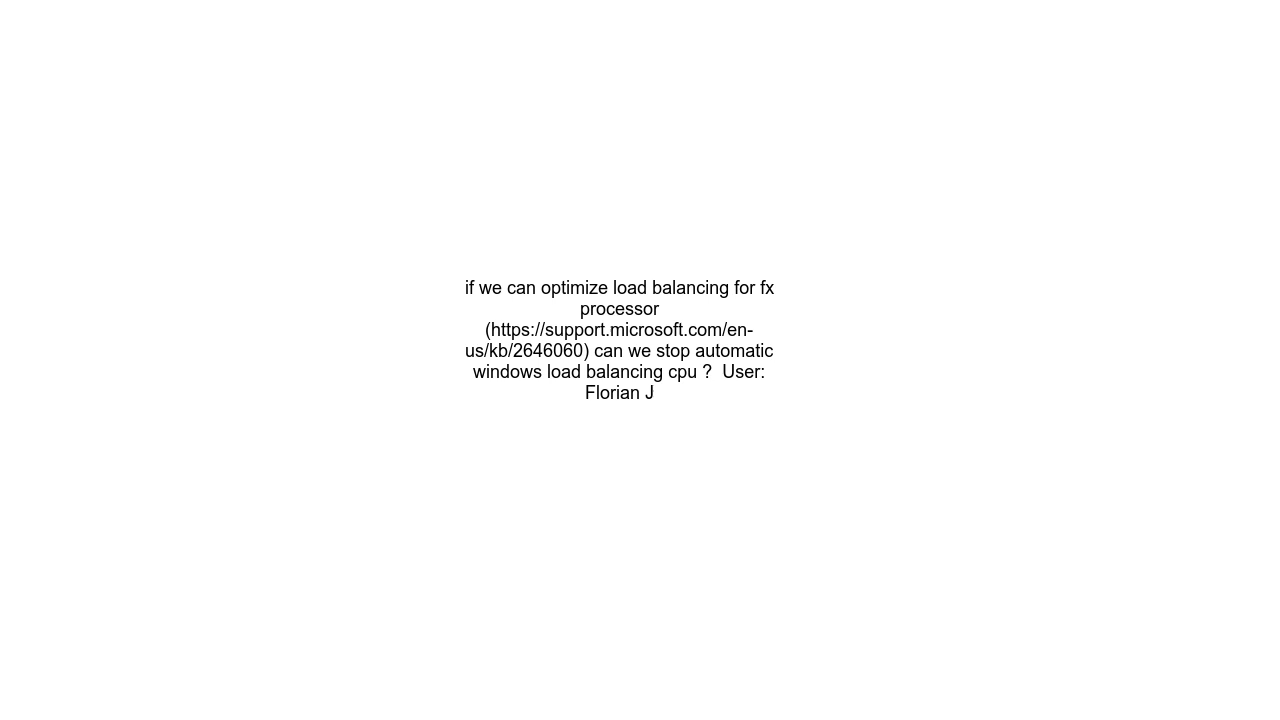 if we can optimize load balancing for fx
processor
(https://support.microsoft.com/en-
us/kb/2646060) can we stop automatic
windows load balancing cpu ?  User:
Florian J